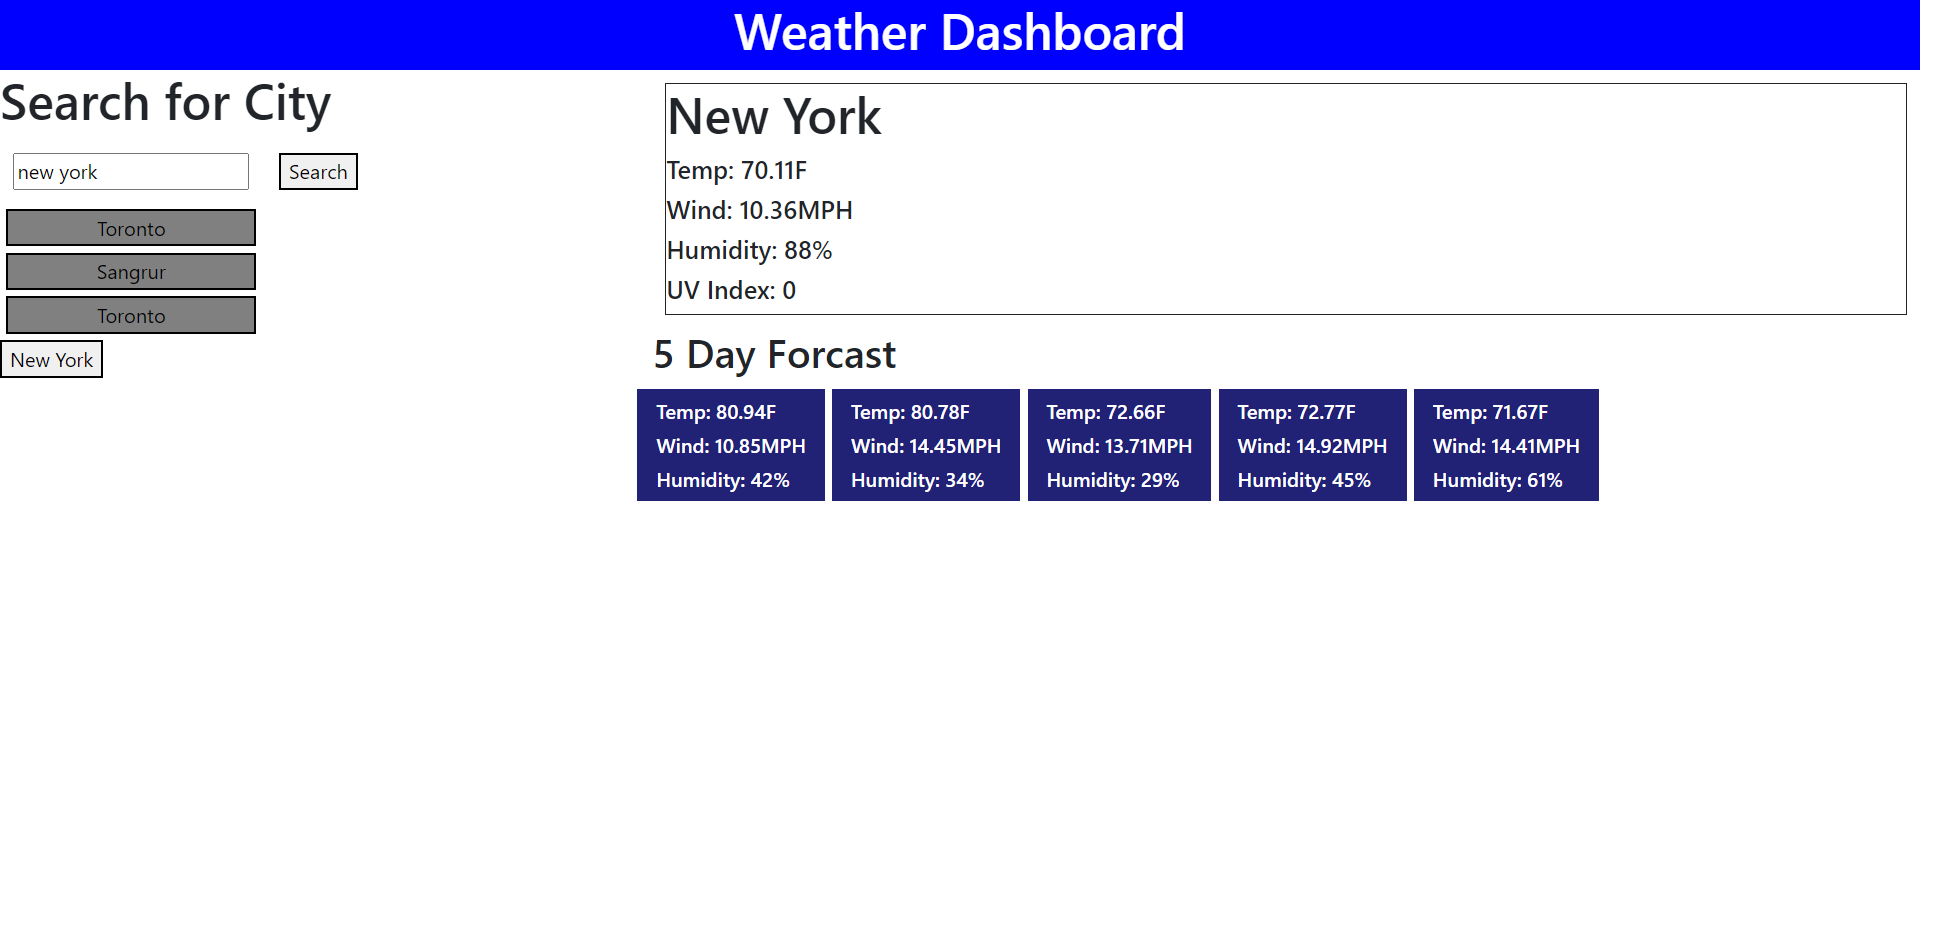 Weather Dashboard
Search for City
new york
Search
Toronto
Sangrur
Toronto
New York
New York
Temp: 70.11F
Wind: 10.36MPH
Humidity: 88%
UV Index: 0
5 Day Forcast
Temp: 80.94F
Wind: 10.85MPH
Humidity: 42%
Temp: 80.78F
Wind: 14.45MPH
Humidity: 34%
Temp: 72.66F
Wind: 13.71MPH
Humidity: 29%
Temp: 72.77F
Wind: 14.92MPH
Humidity: 45%
Temp: 71.67F
Wind: 14.41MPH
Humidity: 61%